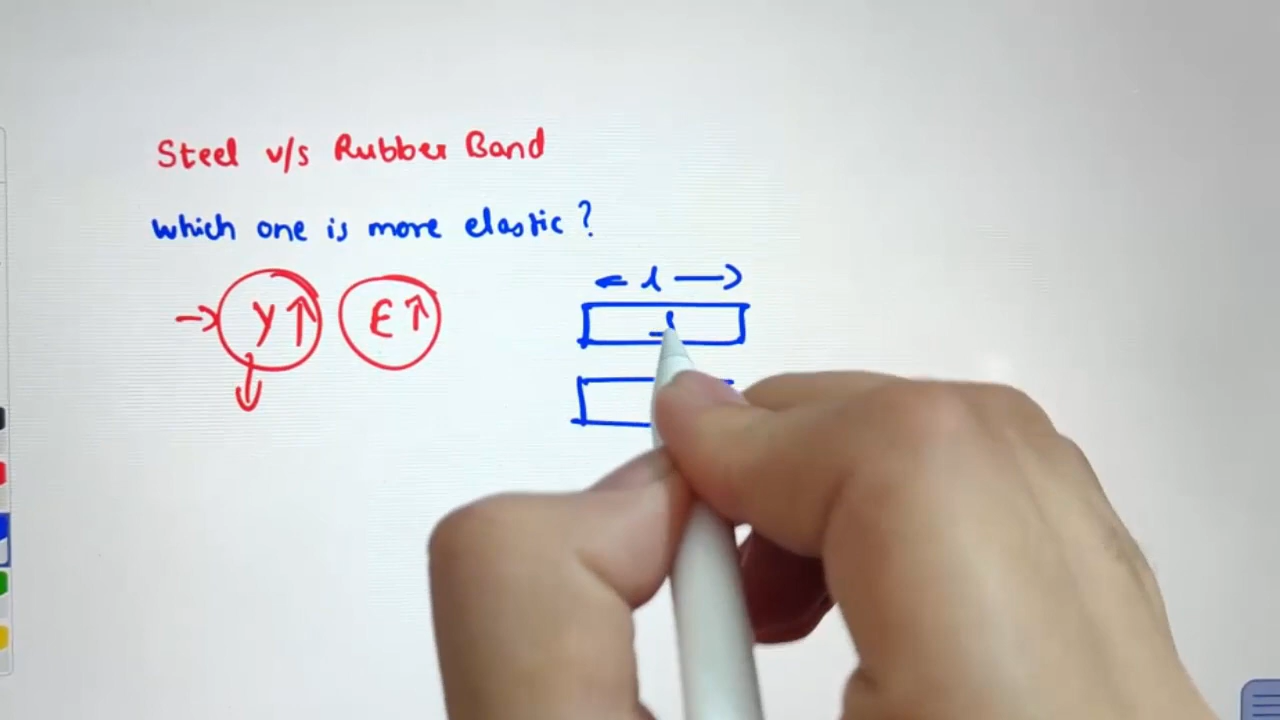 Steel v/s Rubber Band
which one is more elastic?
→ Y↑ E↑
← l →